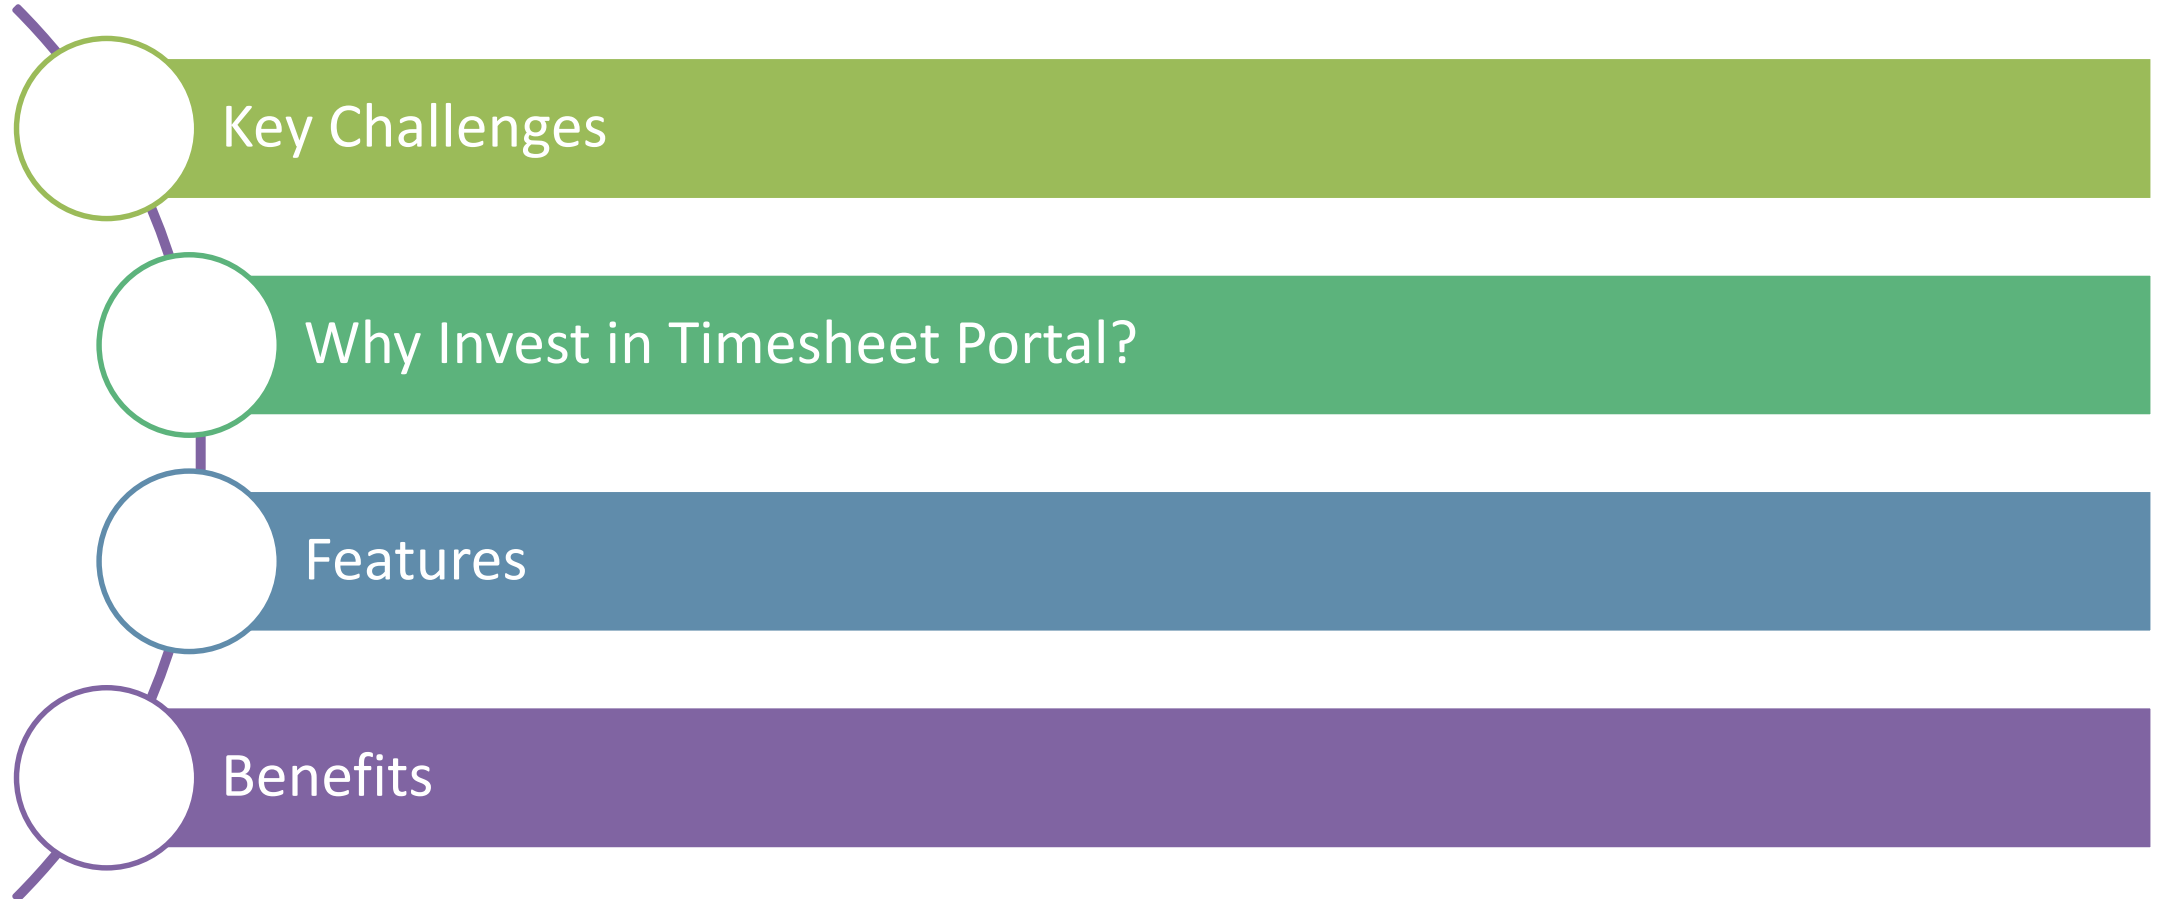 Key Challenges
Why Invest in Timesheet Portal?
Features
Benefits